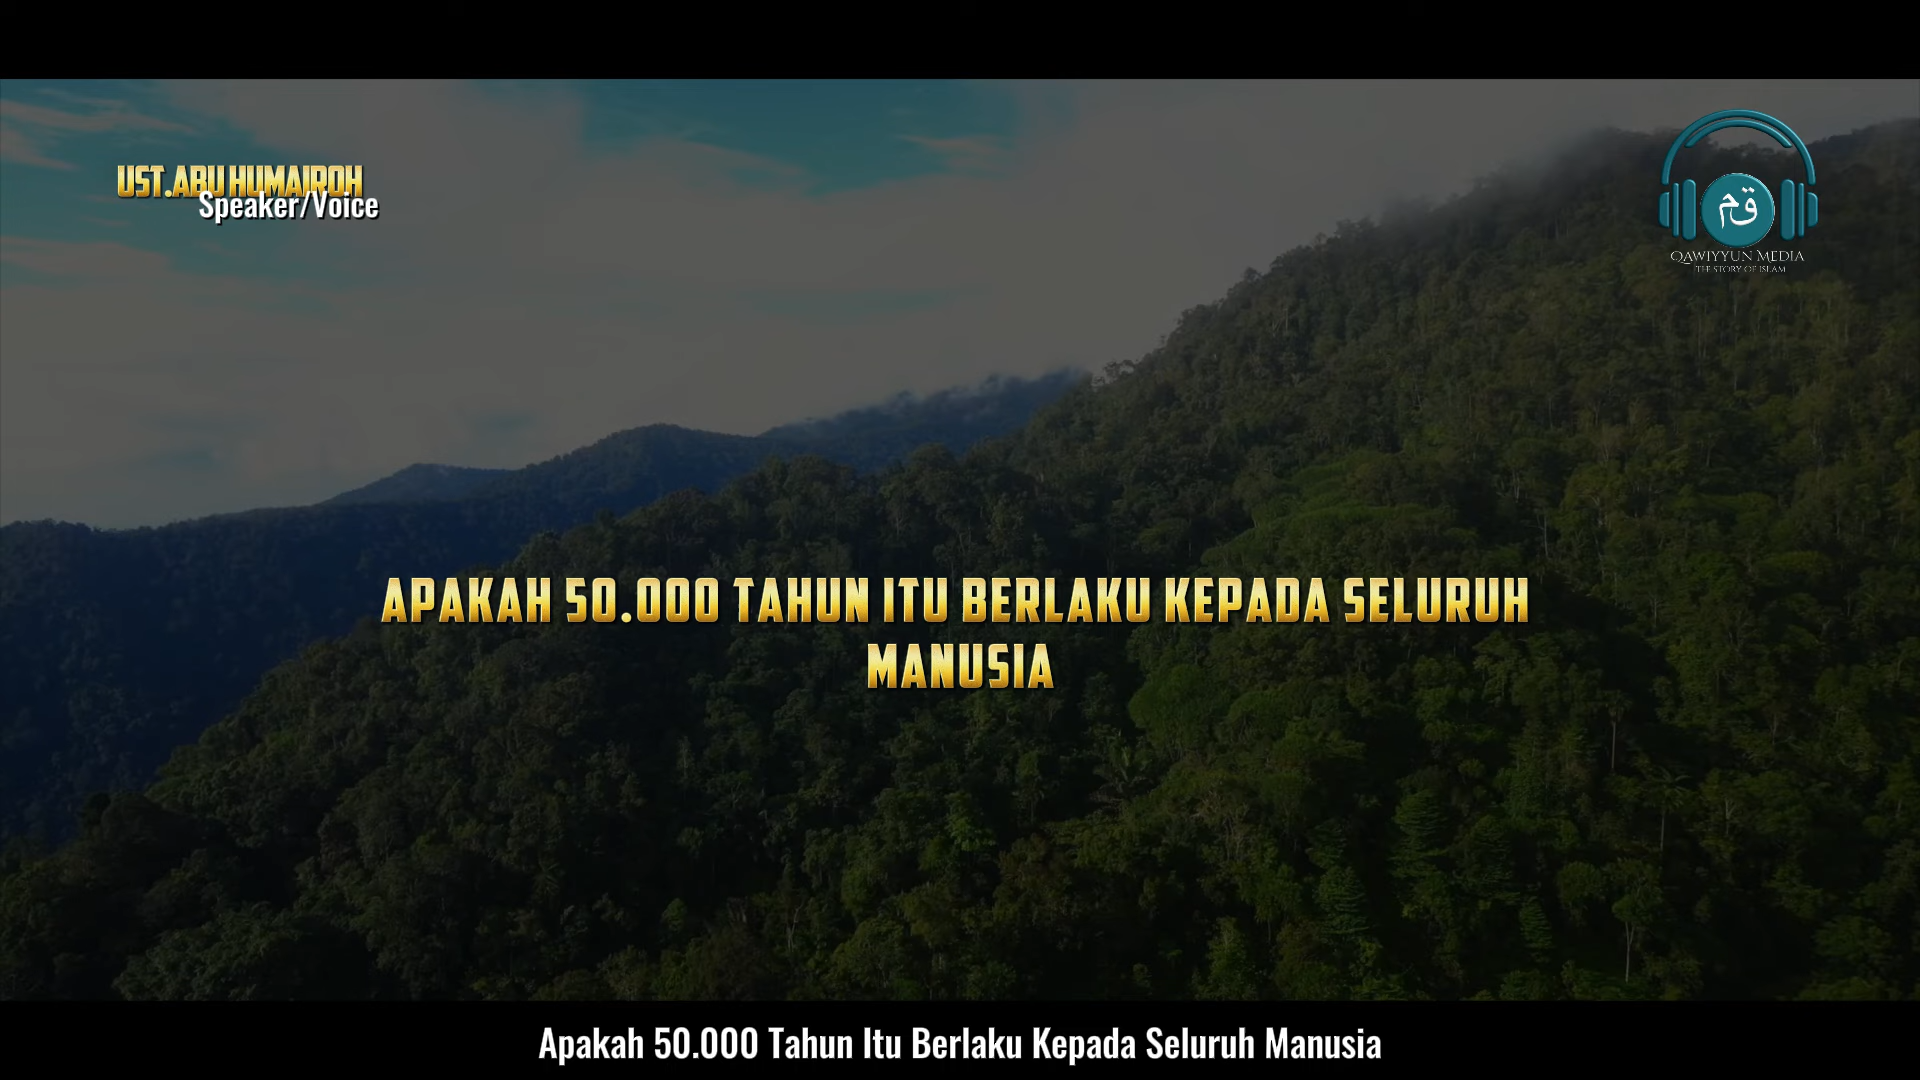 UST.ABU HUMAIROH
Speaker/Voice
قم
QAWIYYUN MEDIA
THE STORY OF ISLAM
APAKAH 50.000 TAHUN ITU BERLAKU KEPADA SELURUH
MANUSIA
Apakah 50.000 Tahun Itu Berlaku Kepada Seluruh Manusia